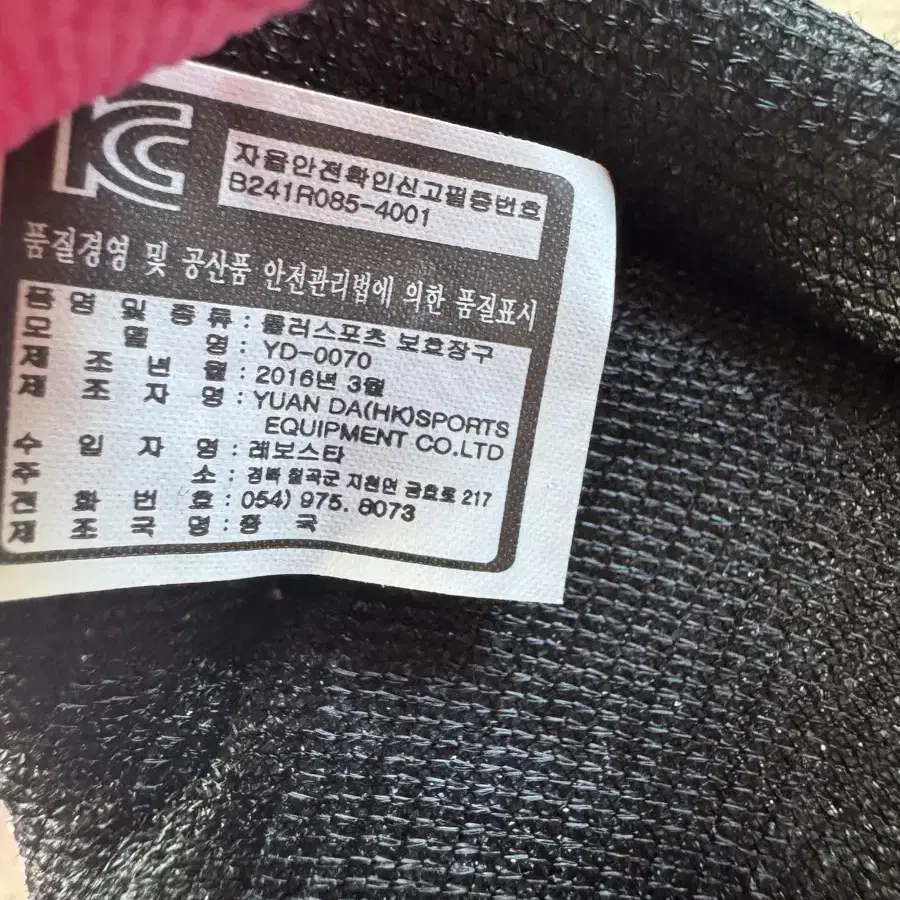 KC
자율안전확인신고필증번호
B241R085-4001
품질경영 및 공산품 안전관리법에 의한 품질표시
품명및종류 : 롤러스포츠 보호장구
모델명 : YD-0070
제조년월 : 2016년 3월
제조자명 : YUAN DA(HK)SPORTS
EQUIPMENT CO.LTD
수입자명 : 레보스타
주소 : 경북 칠곡군 지천면 금호로 217
전화번호 : 054) 975. 8073
제조국명 : 중국